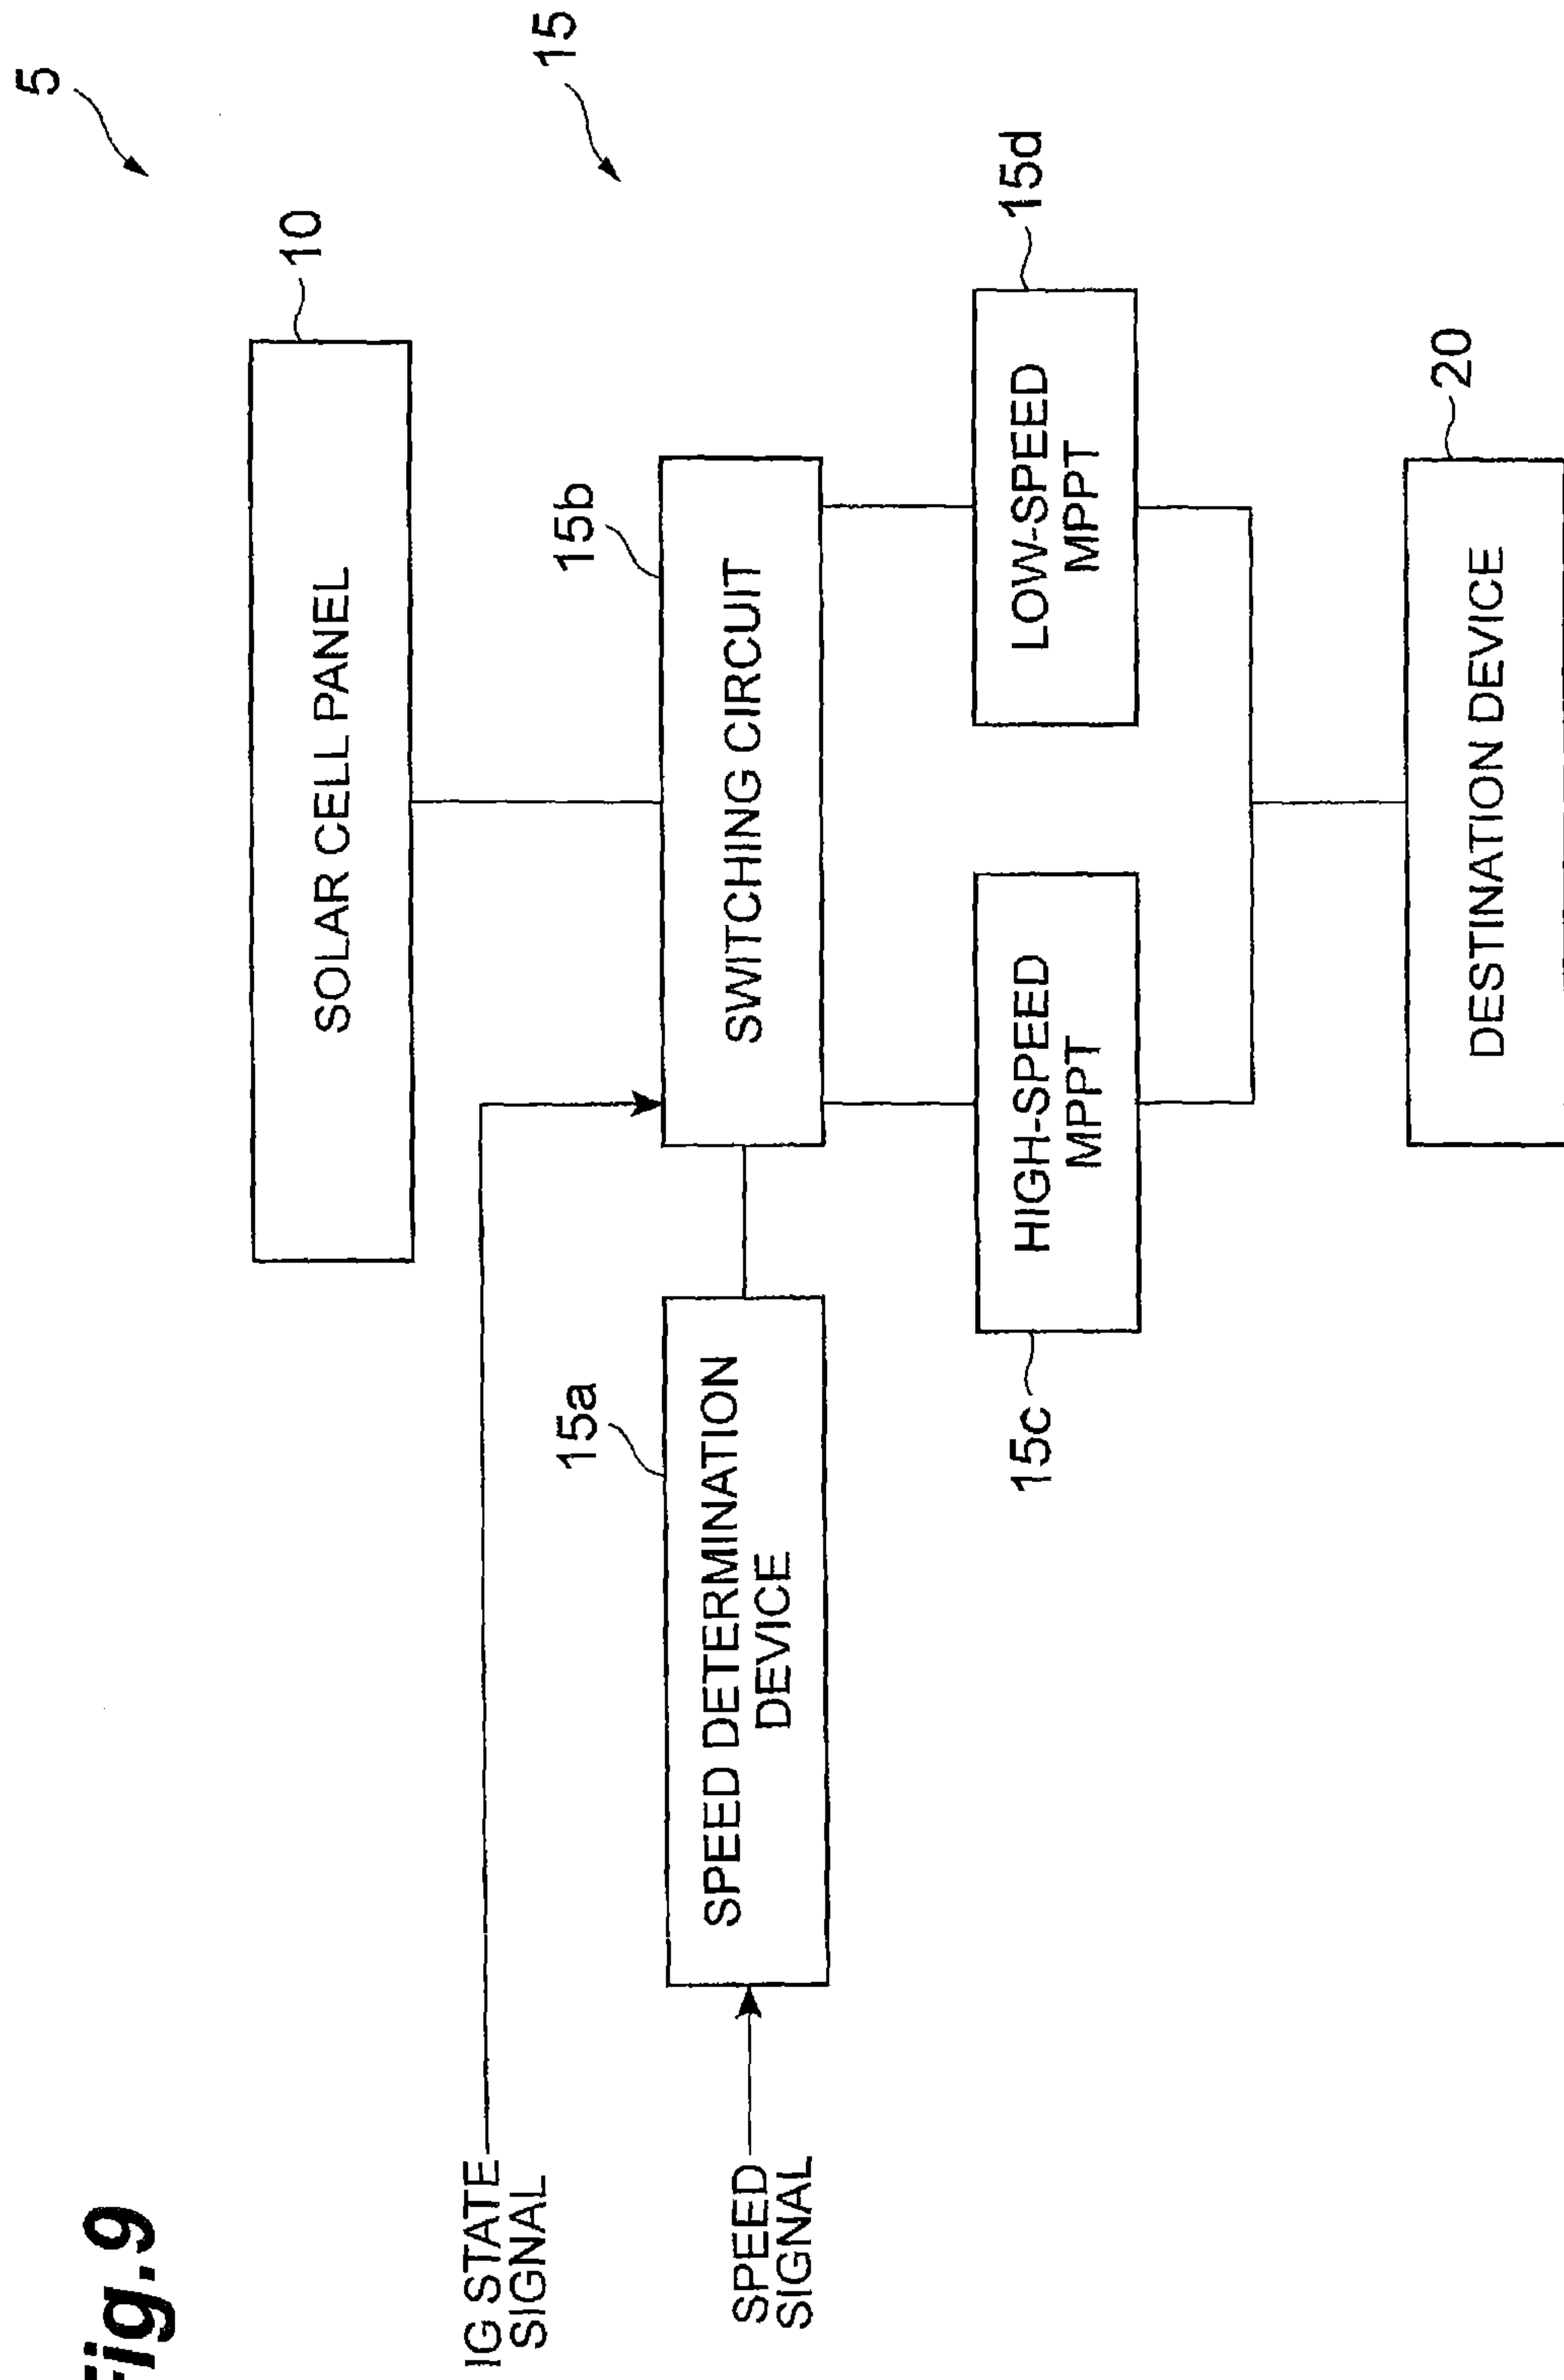 Fig.9
5
10
SOLAR CELL PANEL
15
IG STATE
SIGNAL
15a
15b
SPEED
SIGNAL
SPEED DETERMINATION
DEVICE
SWITCHING CIRCUIT
15c
HIGH-SPEED
MPPT
LOW-SPEED
MPPT
15d
20
DESTINATION DEVICE